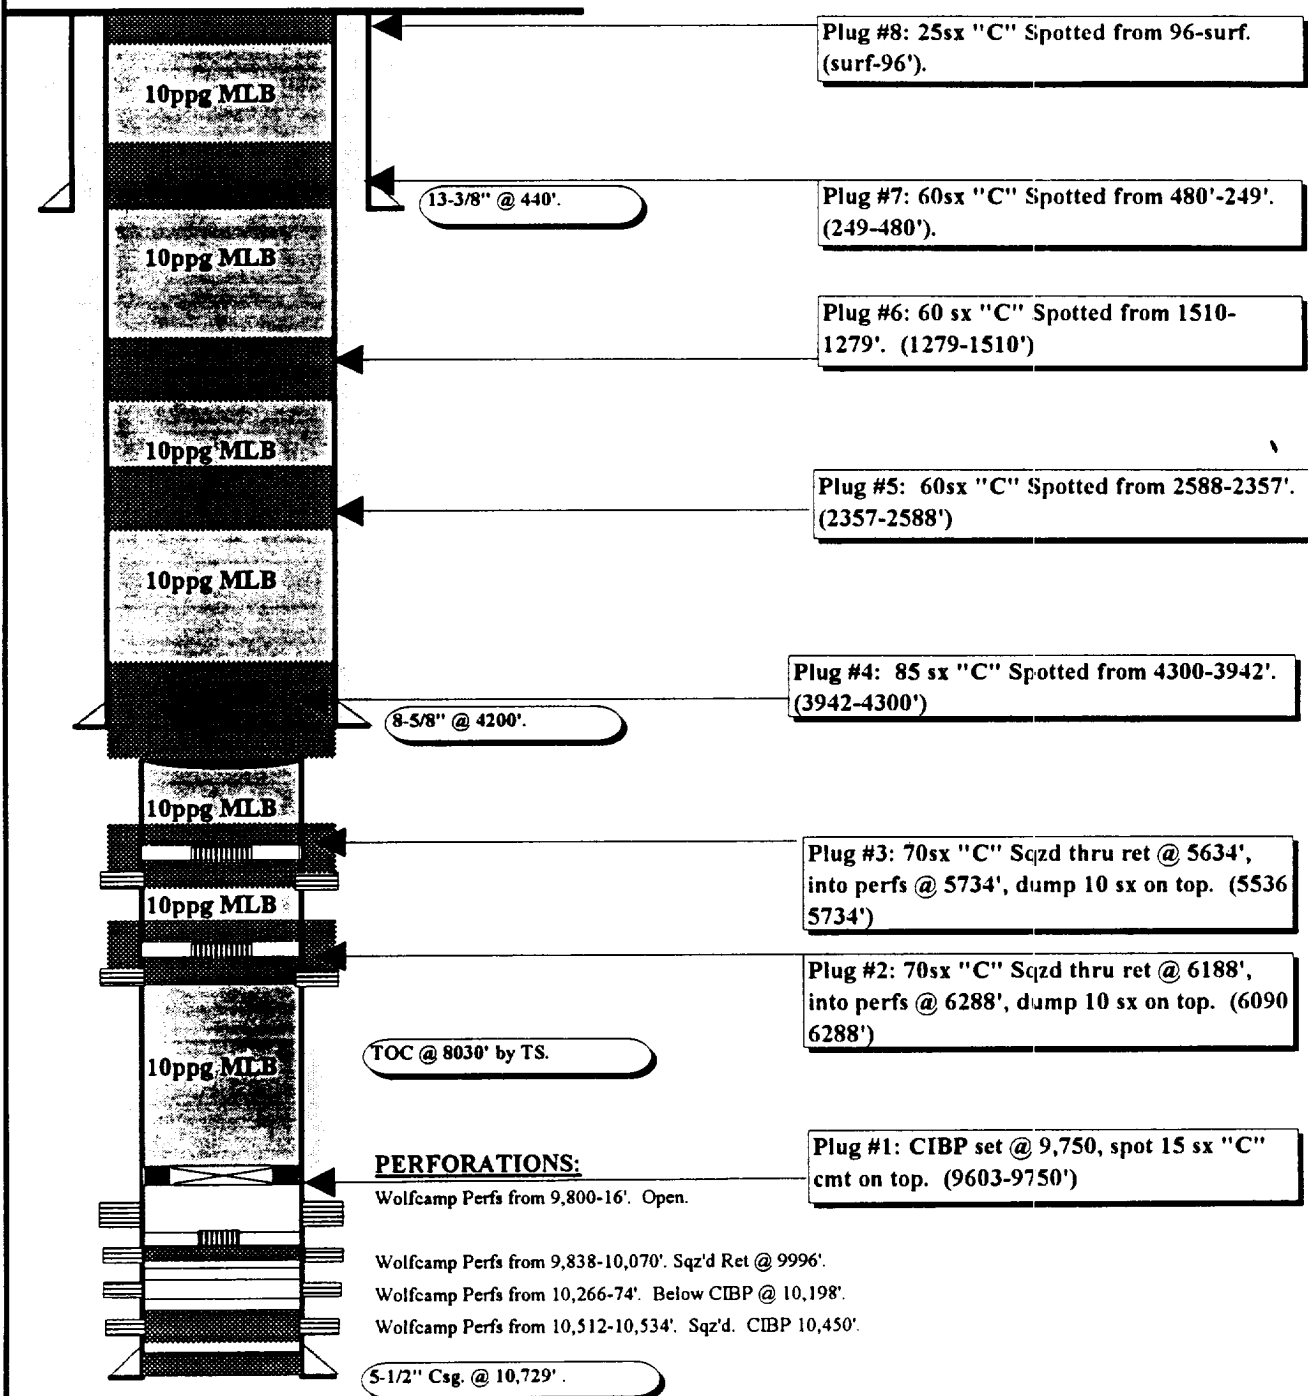 Plug #8: 25sx "C" Spotted from 96-surf.
(surf-96').
10ppg MLB
13-3/8" @ 440'.
Plug #7: 60sx "C" Spotted from 480'-249'.
(249-480').
10ppg MLB
Plug #6: 60 sx "C" Spotted from 1510-
1279'. (1279-1510')
10ppg MLB
Plug #5: 60sx "C" Spotted from 2588-2357'.
(2357-2588')
10ppg MLB
Plug #4: 85 sx "C" Spotted from 4300-3942'.
(3942-4300')
8-5/8" @ 4200'.
10ppg MLB
Plug #3: 70sx "C" Sqzd thru ret @ 5634',
into perfs @ 5734', dump 10 sx on top. (5536
5734')
10ppg MLB
Plug #2: 70sx "C" Sqzd thru ret @ 6188',
into perfs @ 6288', dump 10 sx on top. (6090
6288')
10ppg MLB
TOC @ 8030' by TS.
Plug #1: CIBP set @ 9,750, spot 15 sx "C"
cmt on top. (9603-9750')
PERFORATIONS:
Wolfcamp Perfs from 9,800-16'. Open.
Wolfcamp Perfs from 9,838-10,070'. Sqz'd Ret @ 9996'.
Wolfcamp Perfs from 10,266-74'. Below CIBP @ 10,198'.
Wolfcamp Perfs from 10,512-10,534'. Sqz'd. CIBP 10,450'.
5-1/2" Csg. @ 10,729' .